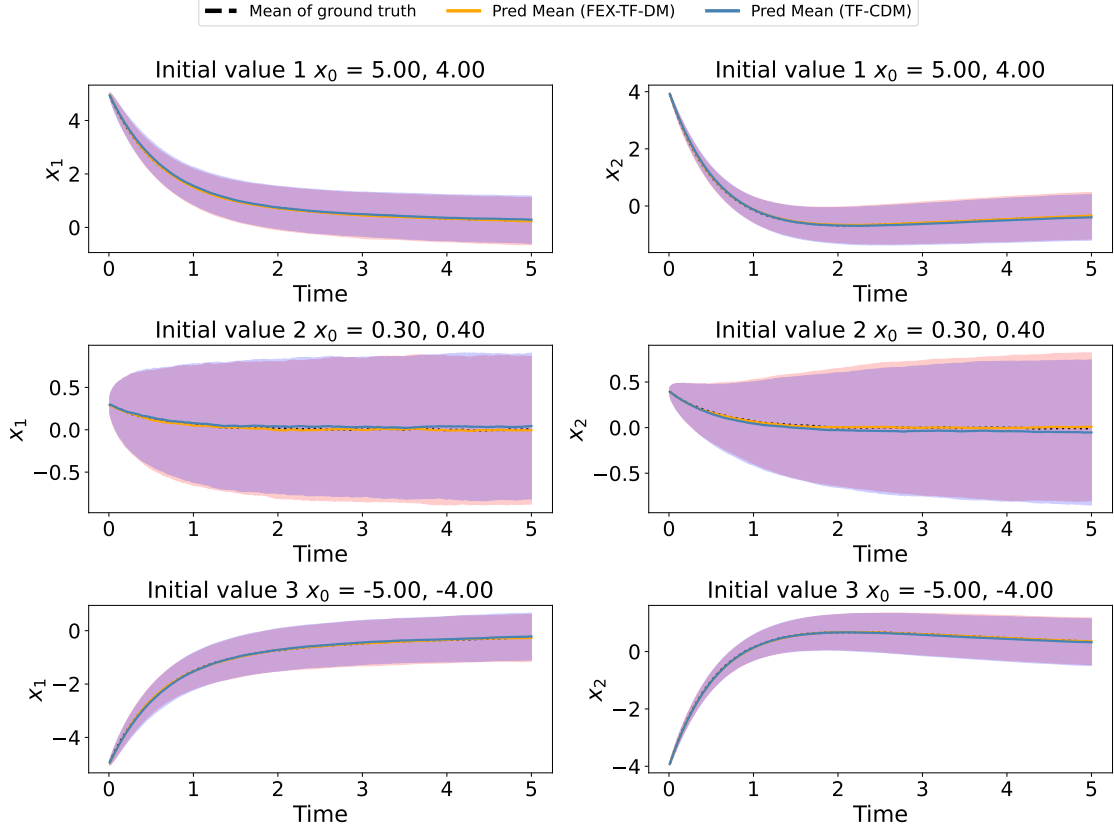 Mean of ground truth Pred Mean (FEX-TF-DM) Pred Mean (TF-CDM)
Initial value 1 x₀ = 5.00, 4.00
x₁
4
2
0
0 1 2 3 4 5
Time
Initial value 1 x₀ = 5.00, 4.00
x₂
4
2
0
0 1 2 3 4 5
Time
Initial value 2 x₀ = 0.30, 0.40
x₁
0.5
0.0
−0.5
0 1 2 3 4 5
Time
Initial value 2 x₀ = 0.30, 0.40
x₂
0.5
0.0
−0.5
0 1 2 3 4 5
Time
Initial value 3 x₀ = -5.00, -4.00
x₁
0
−2
−4
0 1 2 3 4 5
Time
Initial value 3 x₀ = -5.00, -4.00
x₂
0
−2
−4
0 1 2 3 4 5
Time